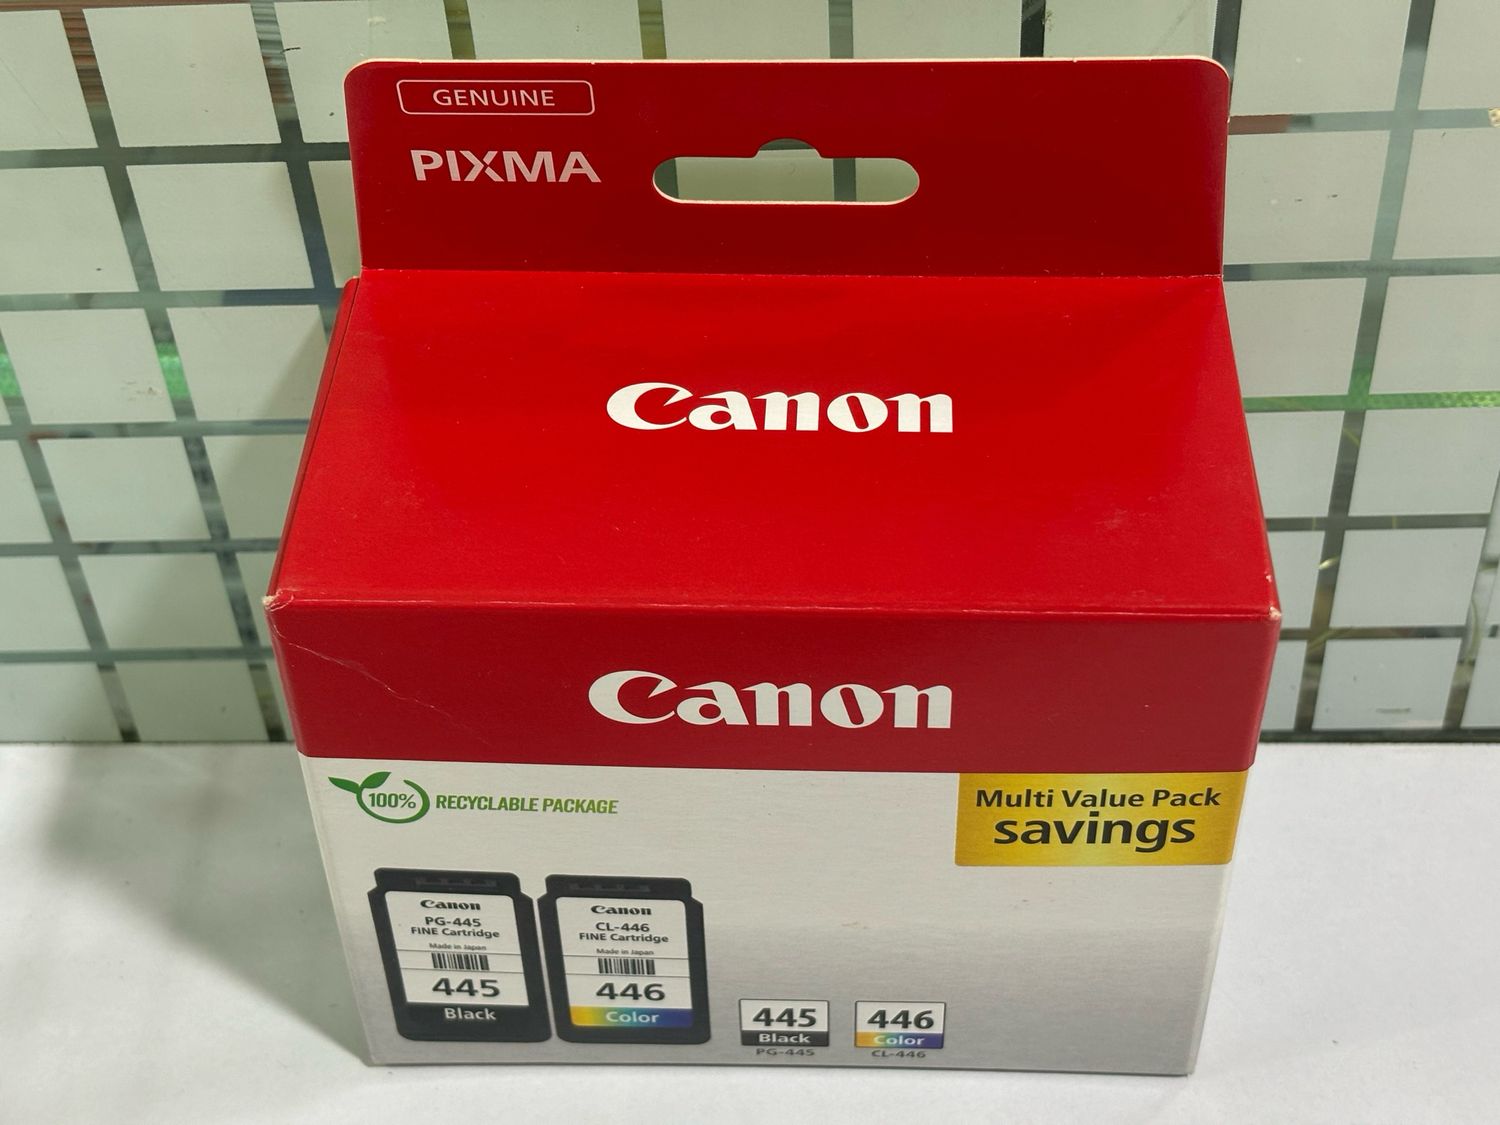 GENUINE
PIXMA
Canon
Canon
100% RECYCLABLE PACKAGE
Multi Value Pack
savings
Canon
PG-445
FINE Cartridge
Made in Japan
445
Black
Canon
CL-446
FINE Cartridge
Made in Japan
446
Color
445
Black
PG-445
446
Color
CL-446